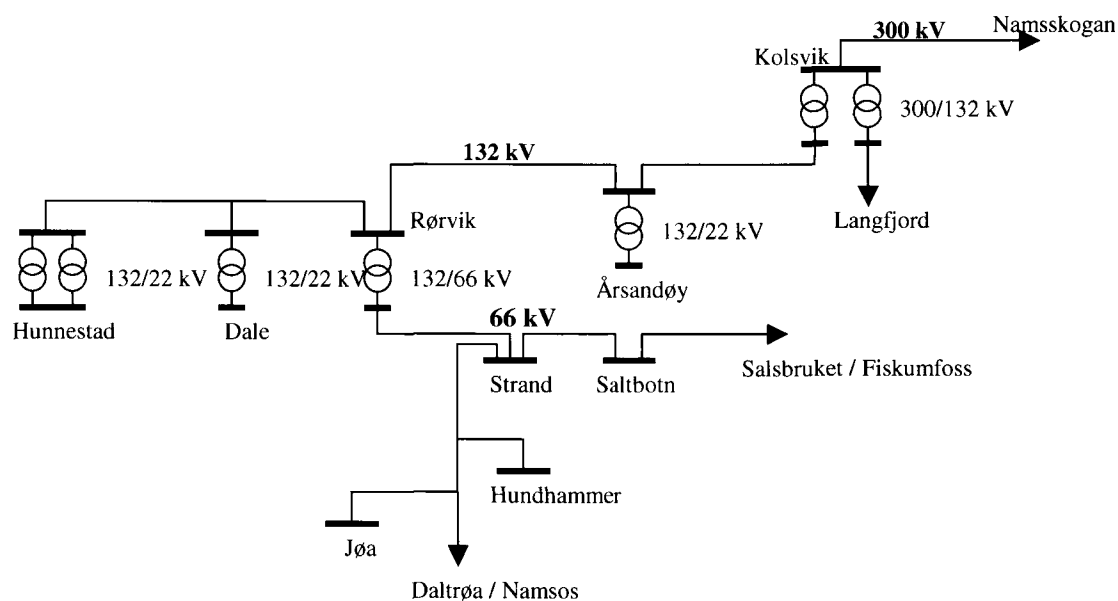 Namsskogan
300 kV
Kolsvik
300/132 kV
132 kV
Langfjord
Rørvik
132/22 kV
132/22 kV
132/22 kV
132/66 kV
Årsandøy
Hunnestad
Dale
66 kV
Strand
Saltbotn
Salsbruket / Fiskumfoss
Hundhammer
Jøa
Daltrøa / Namsos